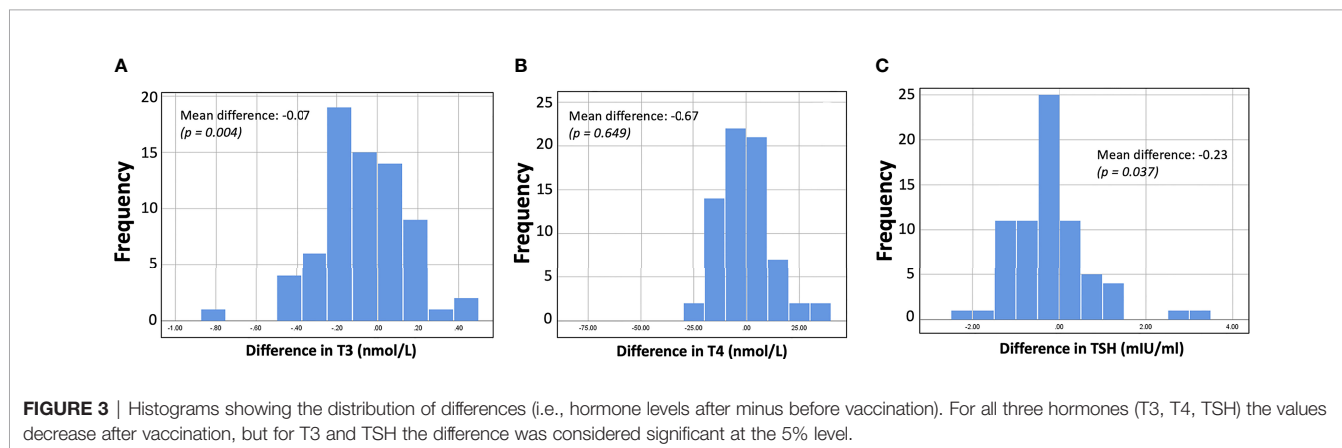 A
B
C
Mean difference: -0.07
(p = 0.004)
Frequency
20
15
10
5
0
-1.00 -.80 -.60 -.40 -.20 .00 .20 .40
Difference in T3 (nmol/L)
Mean difference: -0.67
(p = 0.649)
Frequency
25
20
15
10
5
0
-75.00 -50.00 -25.00 .00 25.00
Difference in T4 (nmol/L)
Mean difference: -0.23
(p = 0.037)
Frequency
25
20
15
10
5
0
-2.00 .00 2.00 4.00
Difference in TSH (mIU/ml)
FIGURE 3 | Histograms showing the distribution of differences (i.e., hormone levels after minus before vaccination). For all three hormones (T3, T4, TSH) the values
decrease after vaccination, but for T3 and TSH the difference was considered significant at the 5% level.